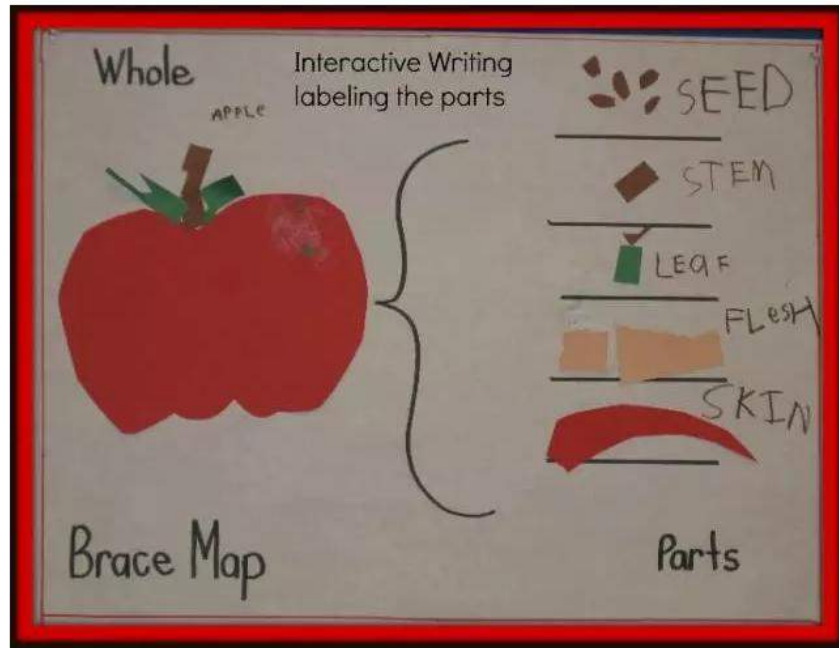 Whole
Interactive Writing
labeling the parts
APPLE
SEED
STEM
LEaF
FLesH
SKIN
Brace Map
Parts